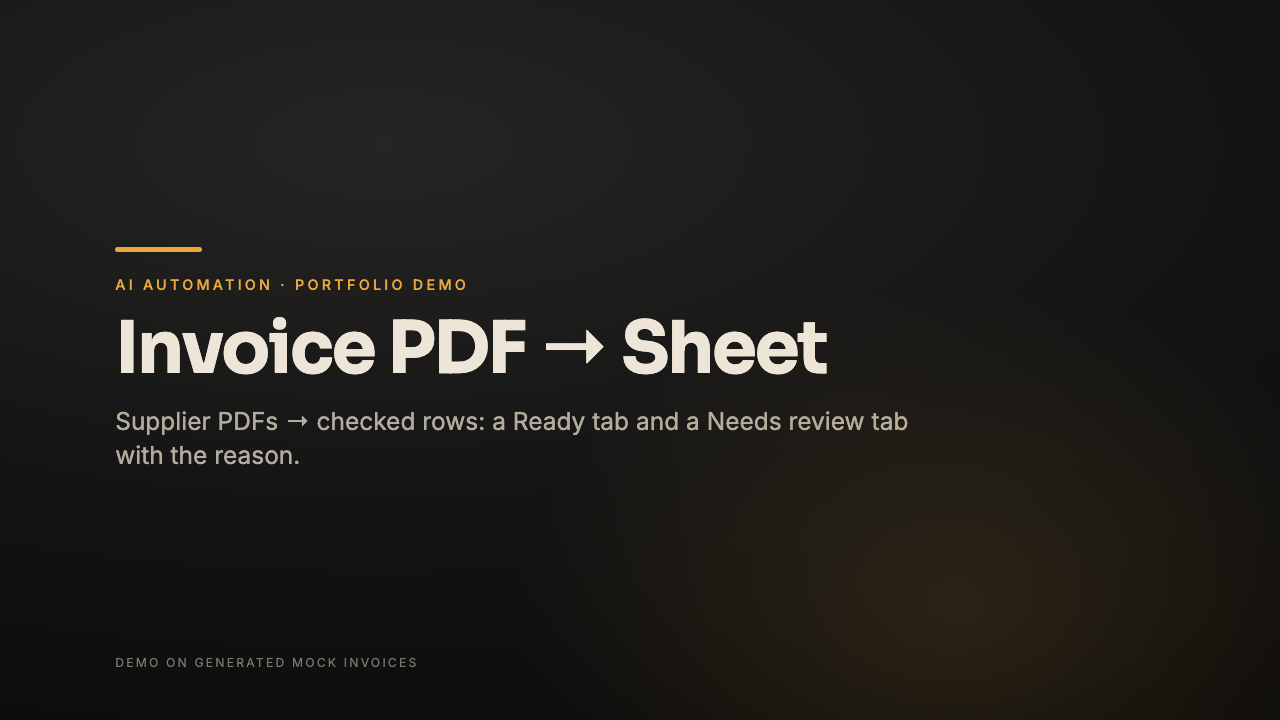 AI AUTOMATION · PORTFOLIO DEMO
Invoice PDF → Sheet
Supplier PDFs → checked rows: a Ready tab and a Needs review tab
with the reason.
DEMO ON GENERATED MOCK INVOICES